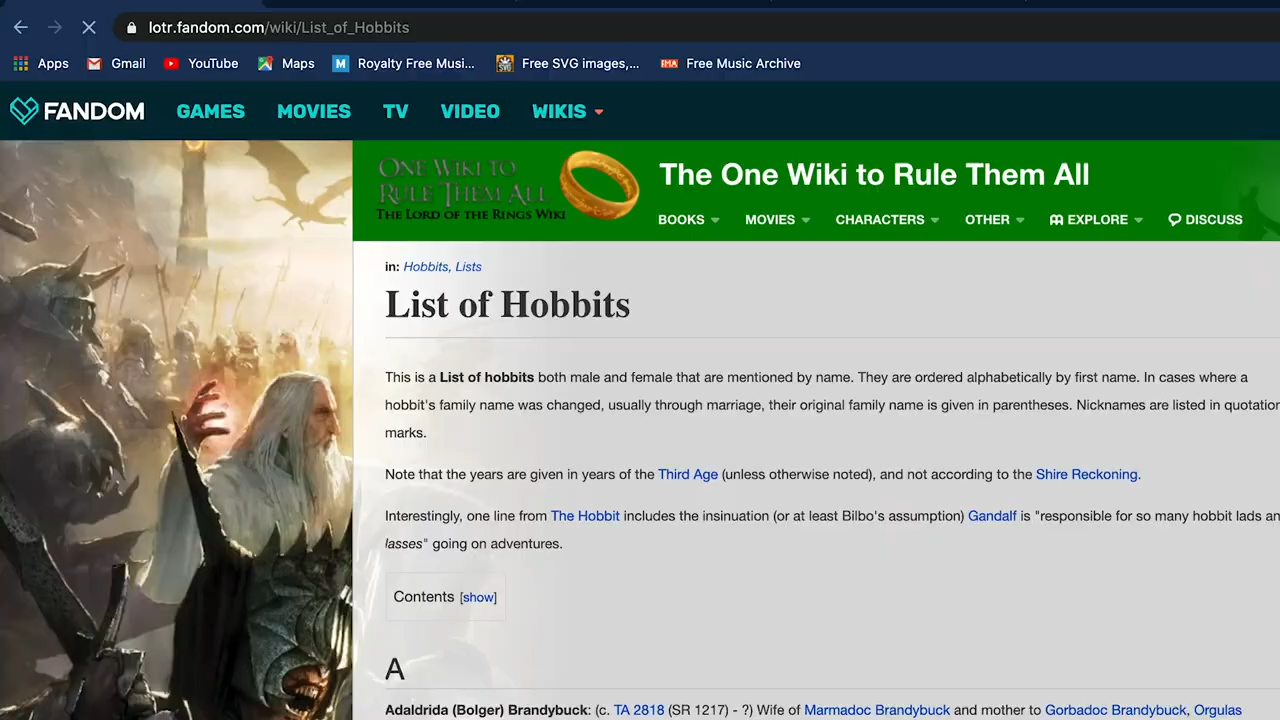 lotr.fandom.com/wiki/List_of_Hobbits
Apps Gmail YouTube Maps Royalty Free Musi... Free SVG images,... Free Music Archive
FANDOM GAMES MOVIES TV VIDEO WIKIS
ONE WIKI TO
RULE THEM ALL
THE LORD OF THE RINGS WIKI
The One Wiki to Rule Them All
BOOKS MOVIES CHARACTERS OTHER EXPLORE DISCUSS
in: Hobbits, Lists
List of Hobbits
This is a List of hobbits both male and female that are mentioned by name. They are ordered alphabetically by first name. In cases where a
hobbit's family name was changed, usually through marriage, their original family name is given in parentheses. Nicknames are listed in quotation
marks.
Note that the years are given in years of the Third Age (unless otherwise noted), and not according to the Shire Reckoning.
Interestingly, one line from The Hobbit includes the insinuation (or at least Bilbo's assumption) Gandalf is "responsible for so many hobbit lads an
lasses" going on adventures.
Contents [show]
A
Adaldrida (Bolger) Brandybuck: (c. TA 2818 (SR 1217) - ?) Wife of Marmadoc Brandybuck and mother to Gorbadoc Brandybuck, Orgulas